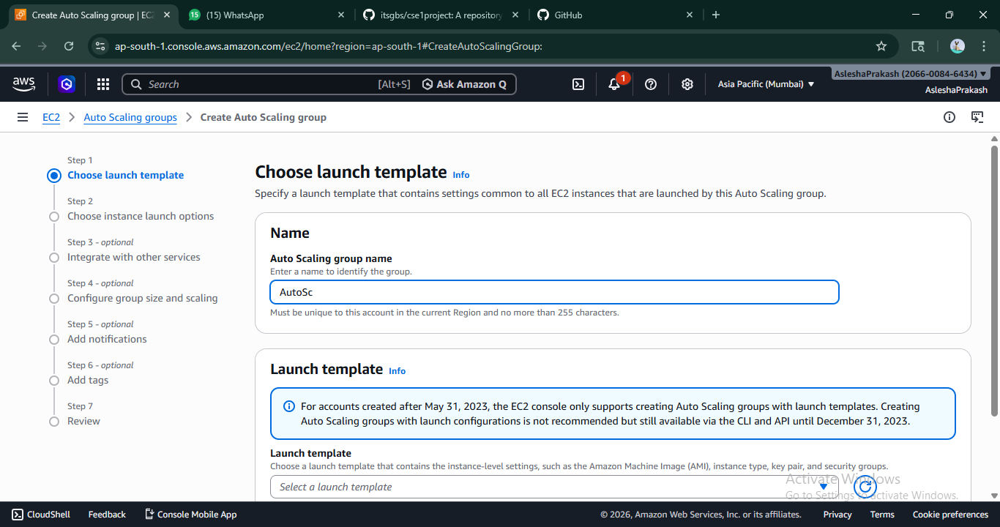 Create Auto Scaling group | EC2
15 (15) WhatsApp
itsgbs/cse1project: A repository
GitHub
ap-south-1.console.aws.amazon.com/ec2/home?region=ap-south-1#CreateAutoScalingGroup:
aws
Search
[Alt+S]
Ask Amazon Q
1
Asia Pacific (Mumbai)
AsleshaPrakash (2066-0084-6434)
AsleshaPrakash
EC2
Auto Scaling groups
Create Auto Scaling group
Step 1
Choose launch template
Step 2
Choose instance launch options
Step 3 - optional
Integrate with other services
Step 4 - optional
Configure group size and scaling
Step 5 - optional
Add notifications
Step 6 - optional
Add tags
Step 7
Review
Choose launch template Info
Specify a launch template that contains settings common to all EC2 instances that are launched by this Auto Scaling group.
Name
Auto Scaling group name
Enter a name to identify the group.
AutoSc
Must be unique to this account in the current Region and no more than 255 characters.
Launch template Info
For accounts created after May 31, 2023, the EC2 console only supports creating Auto Scaling groups with launch templates. Creating
Auto Scaling groups with launch configurations is not recommended but still available via the CLI and API until December 31, 2023.
Launch template
Choose a launch template that contains the instance-level settings, such as the Amazon Machine Image (AMI), instance type, key pair, and security groups.
Select a launch template
Activate Windows
Go to Settings to activate Windows.
CloudShell
Feedback
Console Mobile App
© 2026, Amazon Web Services, Inc. or its affiliates.
Privacy
Terms
Cookie preferences